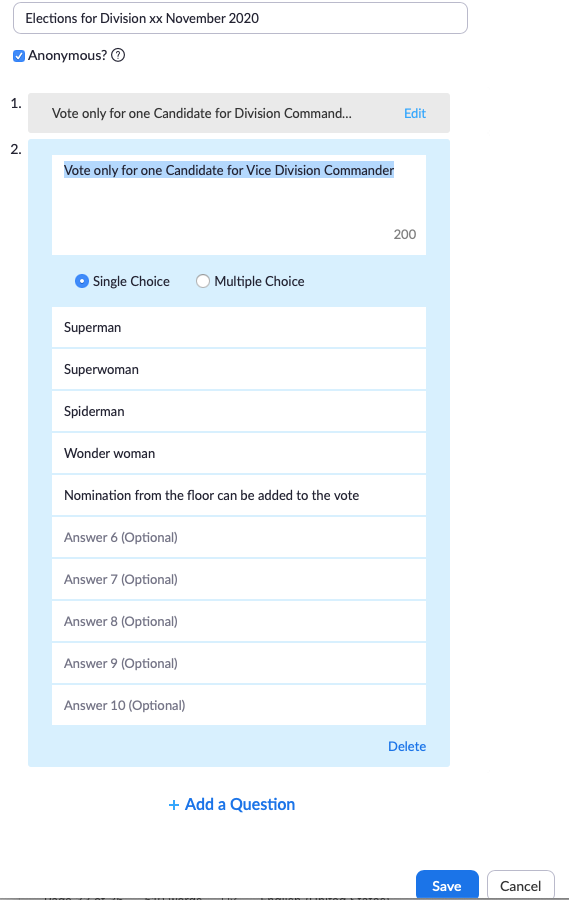 Elections for Division xx November 2020
Anonymous? ?
1.
Vote only for one Candidate for Division Command... Edit
2.
Vote only for one Candidate for Vice Division Commander
200
Single Choice Multiple Choice
Superman
Superwoman
Spiderman
Wonder woman
Nomination from the floor can be added to the vote
Answer 6 (Optional)
Answer 7 (Optional)
Answer 8 (Optional)
Answer 9 (Optional)
Answer 10 (Optional)
Delete
+ Add a Question
Save Cancel